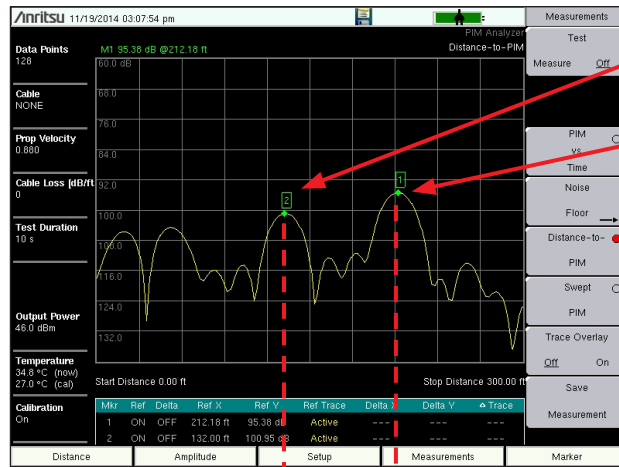 Anritsu 11/19/2014 03:07:54 pm
Measurements
PIM Analyzer
Data Points
128
M1 95.38 dB @212.18 ft
Distance-to-PIM
Test
Measure Off
60.0 dB
68.0
Cable
NONE
76.0
Prop Velocity
0.880
84.0
PIM
vs
Time
Cable Loss (dB/ft
0
92.0
Noise
Floor
1
2
100.0
Test Duration
10 s
108.0
Distance-to-
PIM
116.0
Swept
PIM
Output Power
46.0 dBm
124.0
132.0
Trace Overlay
Off On
Temperature
34.8 °C (now)
27.0 °C (cal)
Start Distance 0.00 ft
Stop Distance 300.00 ft
Save
Measurement
Calibration
On
Mkr Ref Delta Ref X Ref Y Ref Trace Delta X Delta Y Trace
1 ON OFF 212.18 ft 95.38 dB Active --- --- ---
2 ON OFF 132.00 ft 100.95 dB Active --- --- ---
Distance Amplitude Setup Measurements Marker